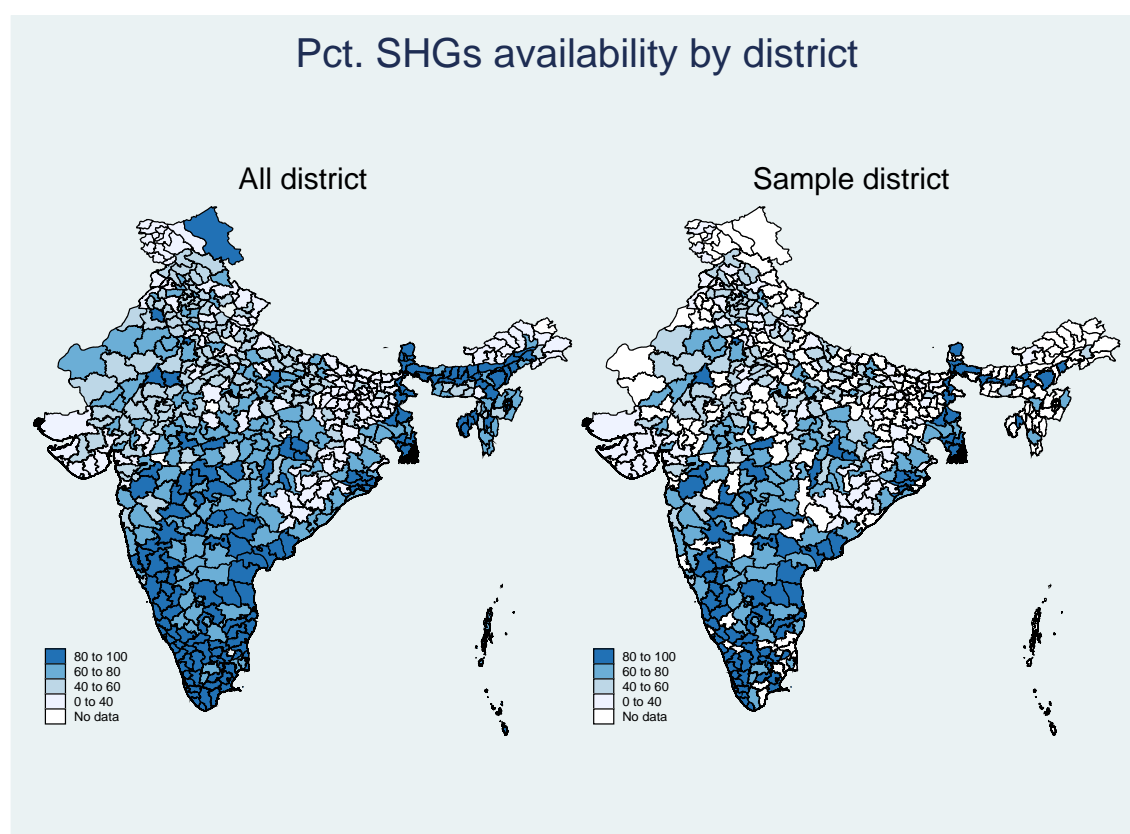 Pct. SHGs availability by district
All district
80 to 100
60 to 80
40 to 60
0 to 40
No data
Sample district
80 to 100
60 to 80
40 to 60
0 to 40
No data